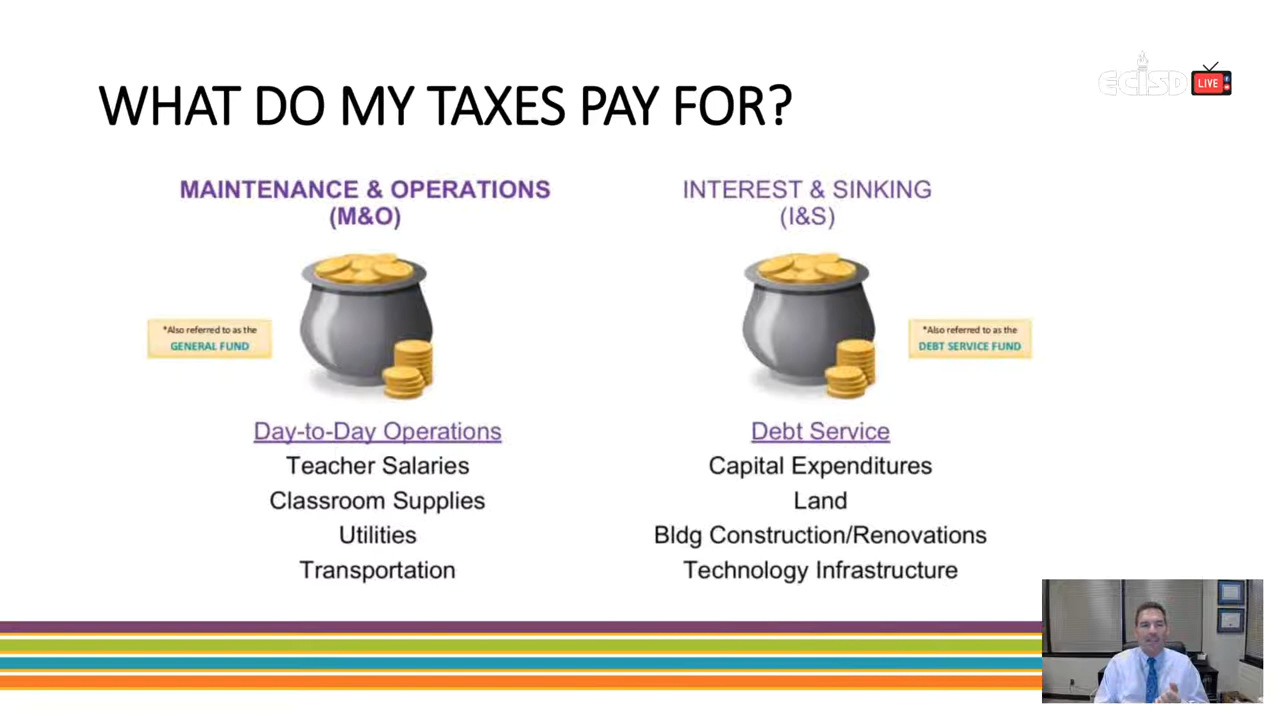 WHAT DO MY TAXES PAY FOR?
ECISD
LIVE
MAINTENANCE & OPERATIONS
(M&O)
*Also referred to as the
GENERAL FUND
Day-to-Day Operations
Teacher Salaries
Classroom Supplies
Utilities
Transportation
INTEREST & SINKING
(I&S)
*Also referred to as the
DEBT SERVICE FUND
Debt Service
Capital Expenditures
Land
Bldg Construction/Renovations
Technology Infrastructure